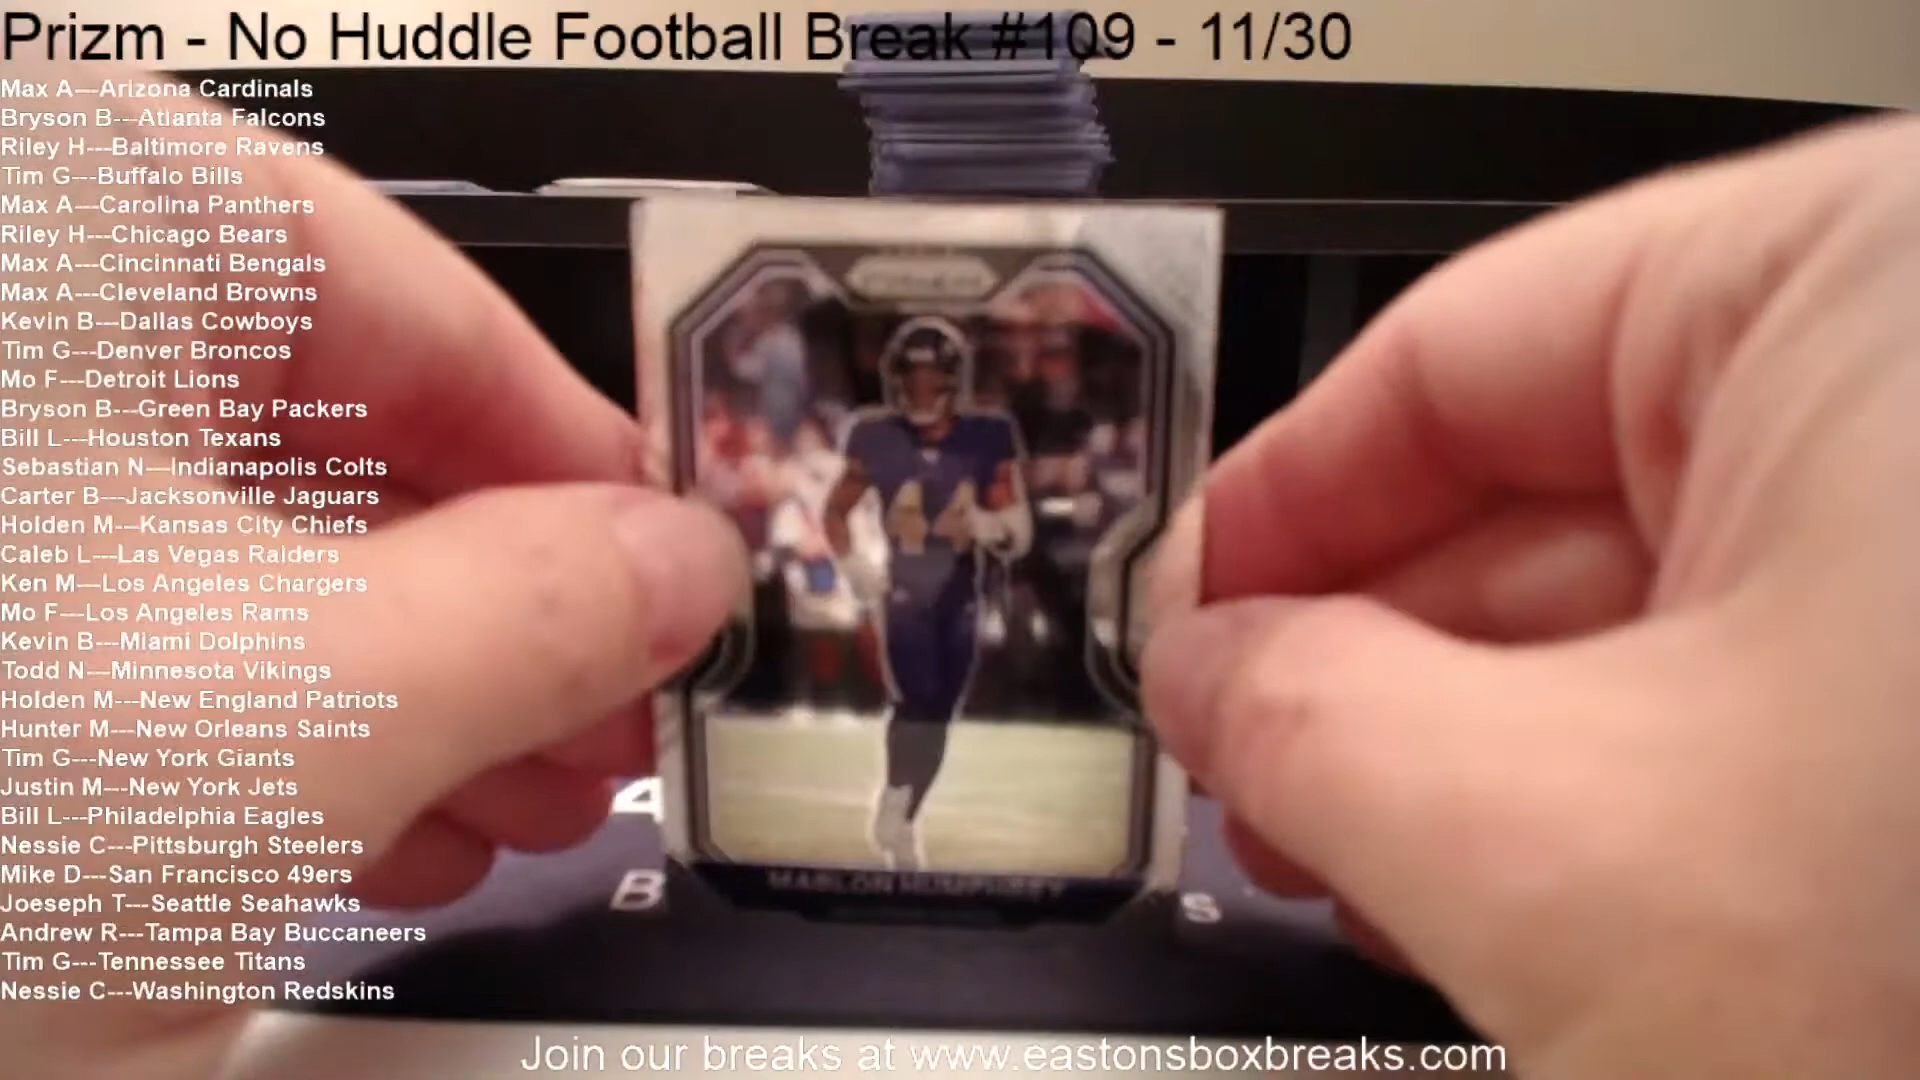 Prizm - No Huddle Football Break #109 - 11/30
Max A---Arizona Cardinals
Bryson B---Atlanta Falcons
Riley H---Baltimore Ravens
Tim G---Buffalo Bills
Max A---Carolina Panthers
Riley H---Chicago Bears
Max A---Cincinnati Bengals
Max A---Cleveland Browns
Kevin B---Dallas Cowboys
Tim G---Denver Broncos
Mo F---Detroit Lions
Bryson B---Green Bay Packers
Bill L---Houston Texans
Sebastian N---Indianapolis Colts
Carter B---Jacksonville Jaguars
Holden M---Kansas City Chiefs
Caleb L---Las Vegas Raiders
Ken M---Los Angeles Chargers
Mo F---Los Angeles Rams
Kevin B---Miami Dolphins
Todd N---Minnesota Vikings
Holden M---New England Patriots
Hunter M---New Orleans Saints
Tim G---New York Giants
Justin M---New York Jets
Bill L---Philadelphia Eagles
Nessie C---Pittsburgh Steelers
Mike D---San Francisco 49ers
Joeseph T---Seattle Seahawks
Andrew R---Tampa Bay Buccaneers
Tim G---Tennessee Titans
Nessie C---Washington Redskins
44
MARLON HUMPHREY
4
B
S
Join our breaks at www.eastonsboxbreaks.com